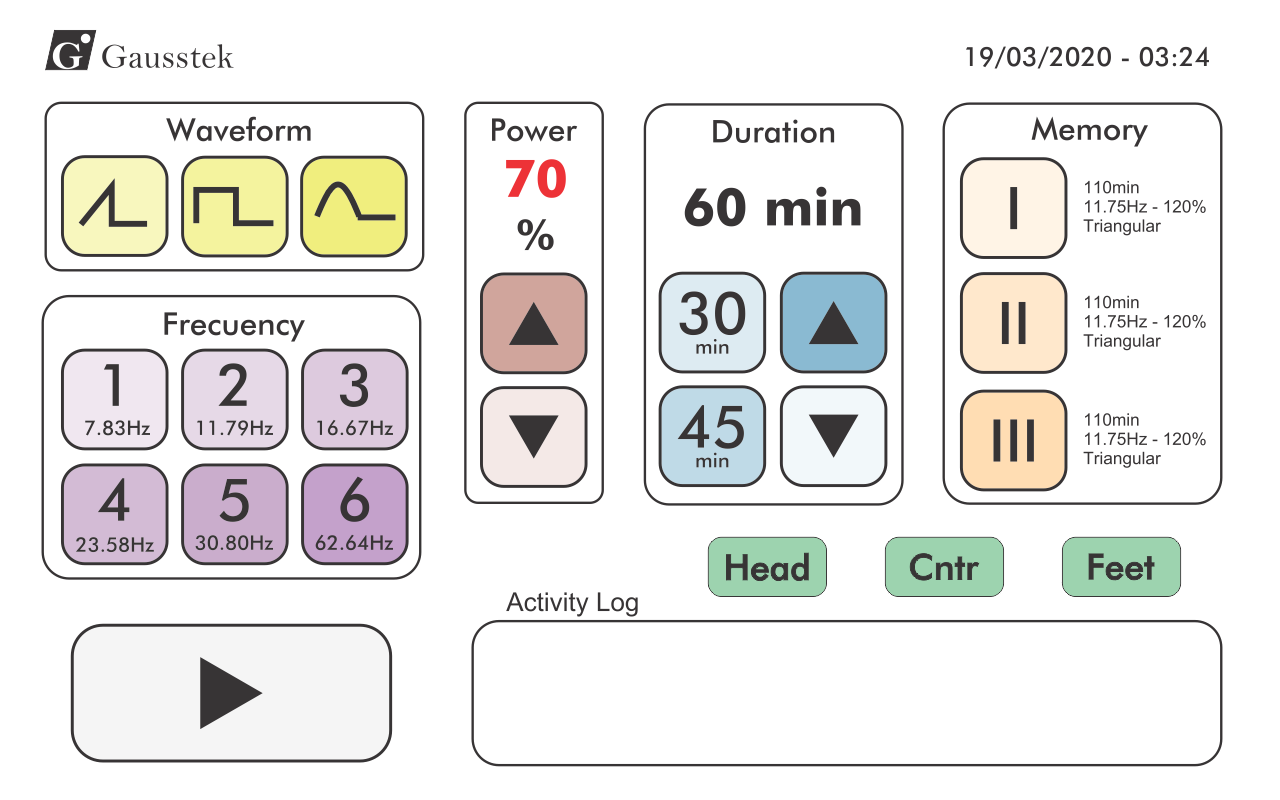 G Gausstek
19/03/2020 - 03:24
Waveform
Frecuency
1
7.83Hz
2
11.79Hz
3
16.67Hz
4
23.58Hz
5
30.80Hz
6
62.64Hz
Power
70
%
Duration
60 min
30
min
45
min
Memory
I
110min
11.75Hz - 120%
Triangular
II
110min
11.75Hz - 120%
Triangular
III
110min
11.75Hz - 120%
Triangular
Head
Cntr
Feet
Activity Log